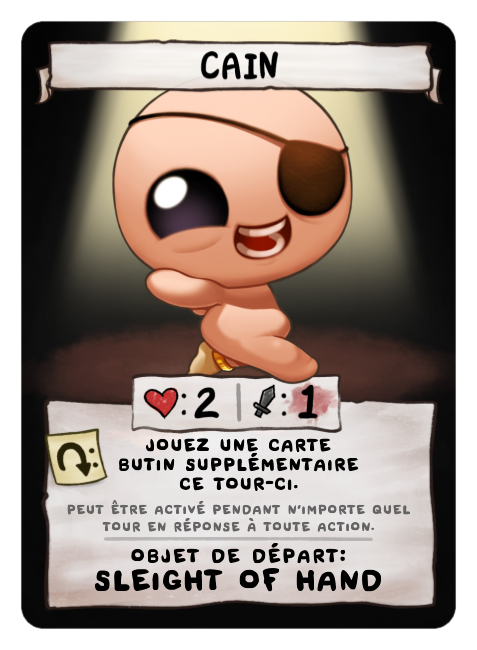 CAIN
:2 | :1
JOUEZ UNE CARTE
BUTIN SUPPLÉMENTAIRE
CE TOUR-CI.
PEUT ÊTRE ACTIVÉ PENDANT N'IMPORTE QUEL
TOUR EN RÉPONSE À TOUTE ACTION.
OBJET DE DÉPART:
SLEIGHT OF HAND